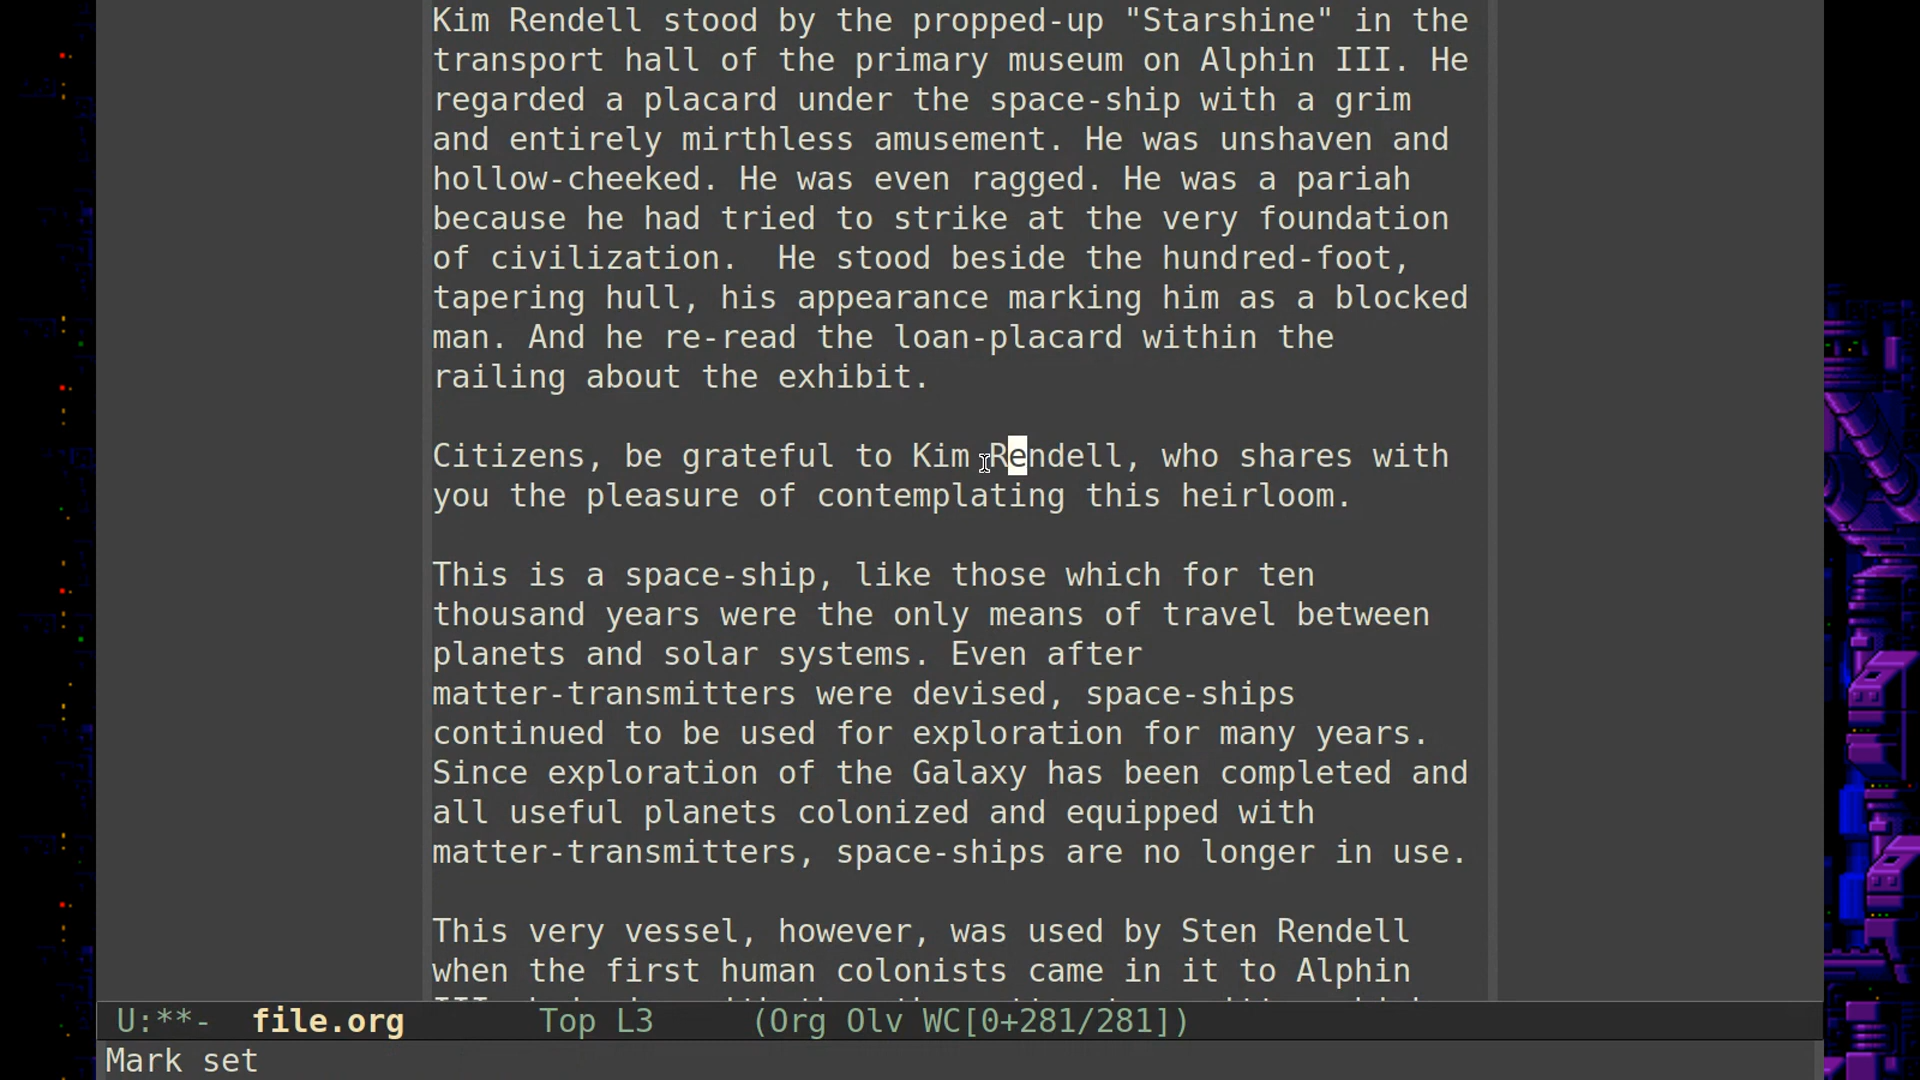 Kim Rendell stood by the propped-up "Starshine" in the
transport hall of the primary museum on Alphin III. He
regarded a placard under the space-ship with a grim
and entirely mirthless amusement. He was unshaven and
hollow-cheeked. He was even ragged. He was a pariah
because he had tried to strike at the very foundation
of civilization.  He stood beside the hundred-foot,
tapering hull, his appearance marking him as a blocked
man. And he re-read the loan-placard within the
railing about the exhibit.

Citizens, be grateful to Kim Rendell, who shares with
you the pleasure of contemplating this heirloom.

This is a space-ship, like those which for ten
thousand years were the only means of travel between
planets and solar systems. Even after
matter-transmitters were devised, space-ships
continued to be used for exploration for many years.
Since exploration of the Galaxy has been completed and
all useful planets colonized and equipped with
matter-transmitters, space-ships are no longer in use.

This very vessel, however, was used by Sten Rendell
when the first human colonists came in it to Alphin
U:**-  file.org       Top L3     (Org Olv WC[0+281/281])
Mark set